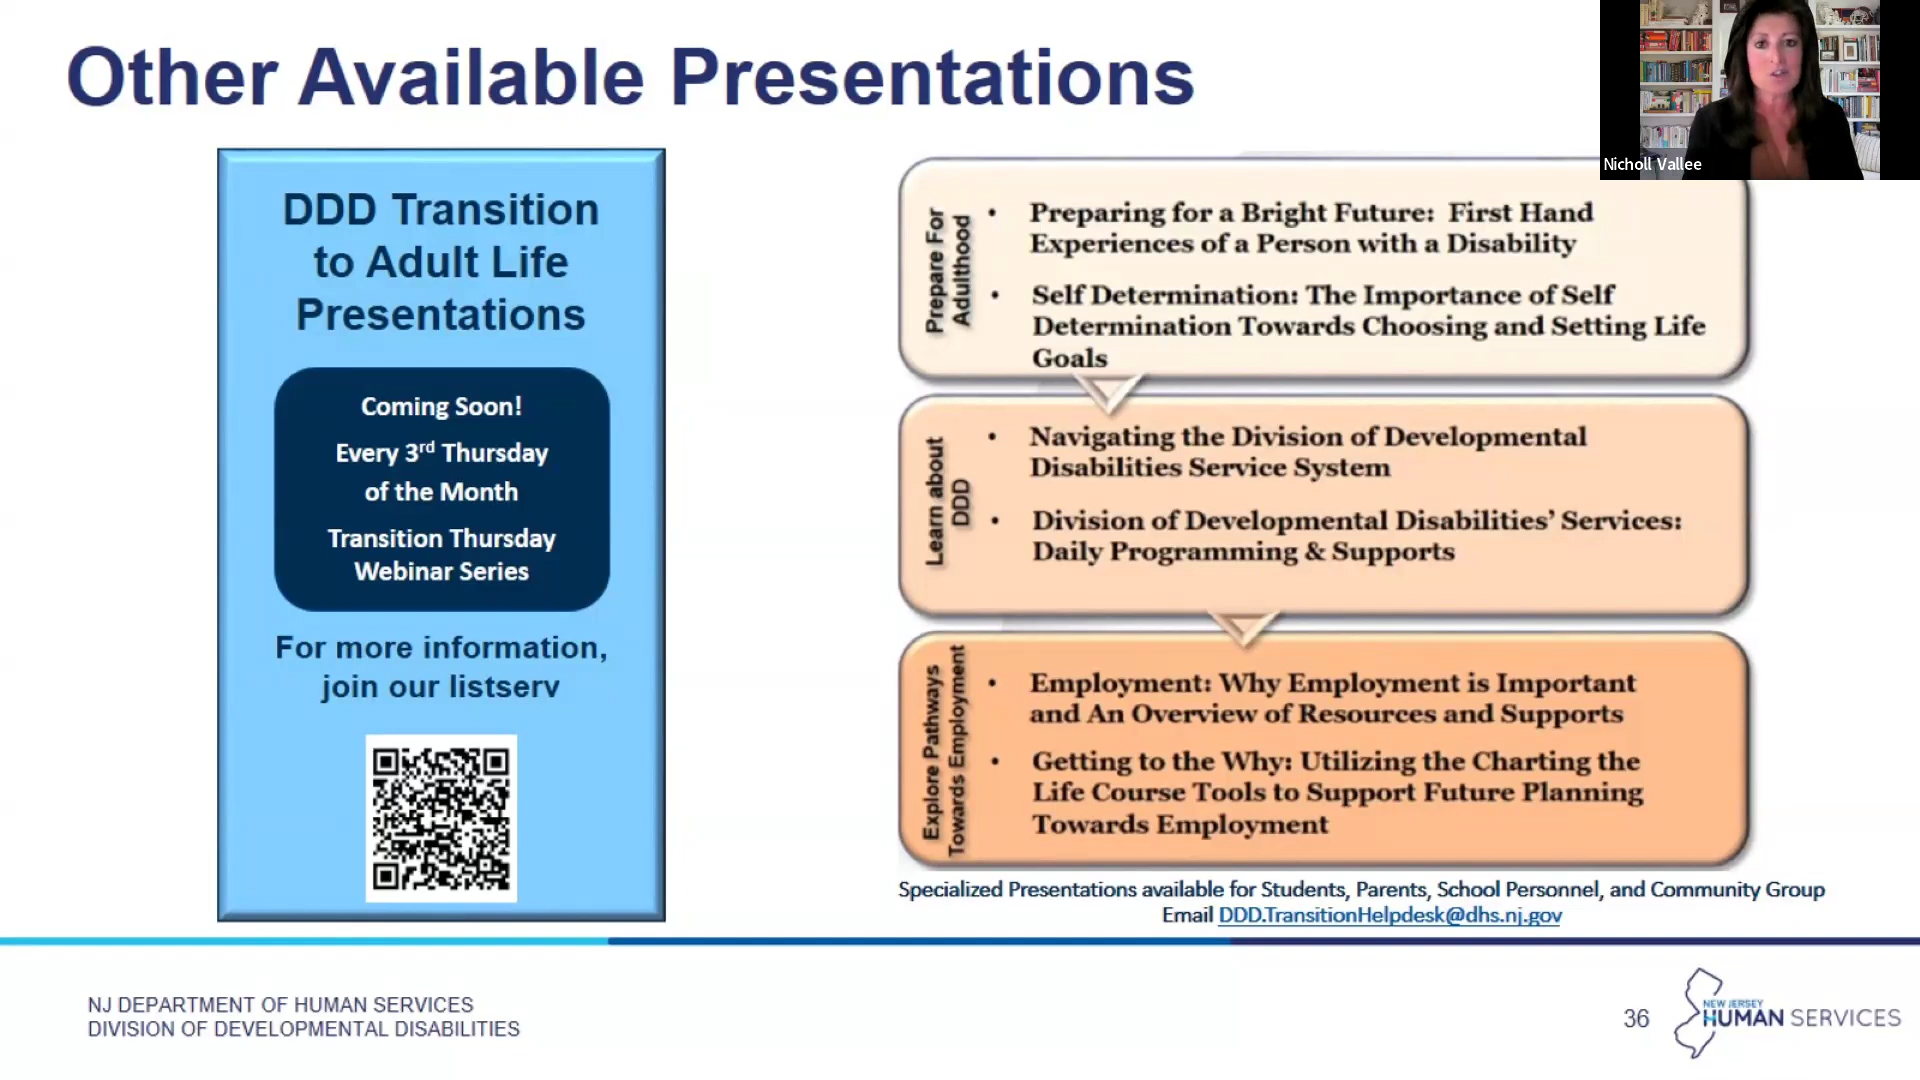 Other Available Presentations
Nicholl Vallee
DDD Transition
to Adult Life
Presentations
Coming Soon!
Every 3rd Thursday
of the Month
Transition Thursday
Webinar Series
For more information,
join our listserv
Prepare For
Adulthood
• Preparing for a Bright Future:  First Hand
Experiences of a Person with a Disability
• Self Determination: The Importance of Self
Determination Towards Choosing and Setting Life
Goals
Learn about
DDD
• Navigating the Division of Developmental
Disabilities Service System
• Division of Developmental Disabilities’ Services:
Daily Programming & Supports
Explore Pathways
Towards Employment
• Employment: Why Employment is Important
and An Overview of Resources and Supports
• Getting to the Why: Utilizing the Charting the
Life Course Tools to Support Future Planning
Towards Employment
Specialized Presentations available for Students, Parents, School Personnel, and Community Group
Email DDD.TransitionHelpdesk@dhs.nj.gov
NJ DEPARTMENT OF HUMAN SERVICES
DIVISION OF DEVELOPMENTAL DISABILITIES
36
NEW JERSEY
HUMAN SERVICES